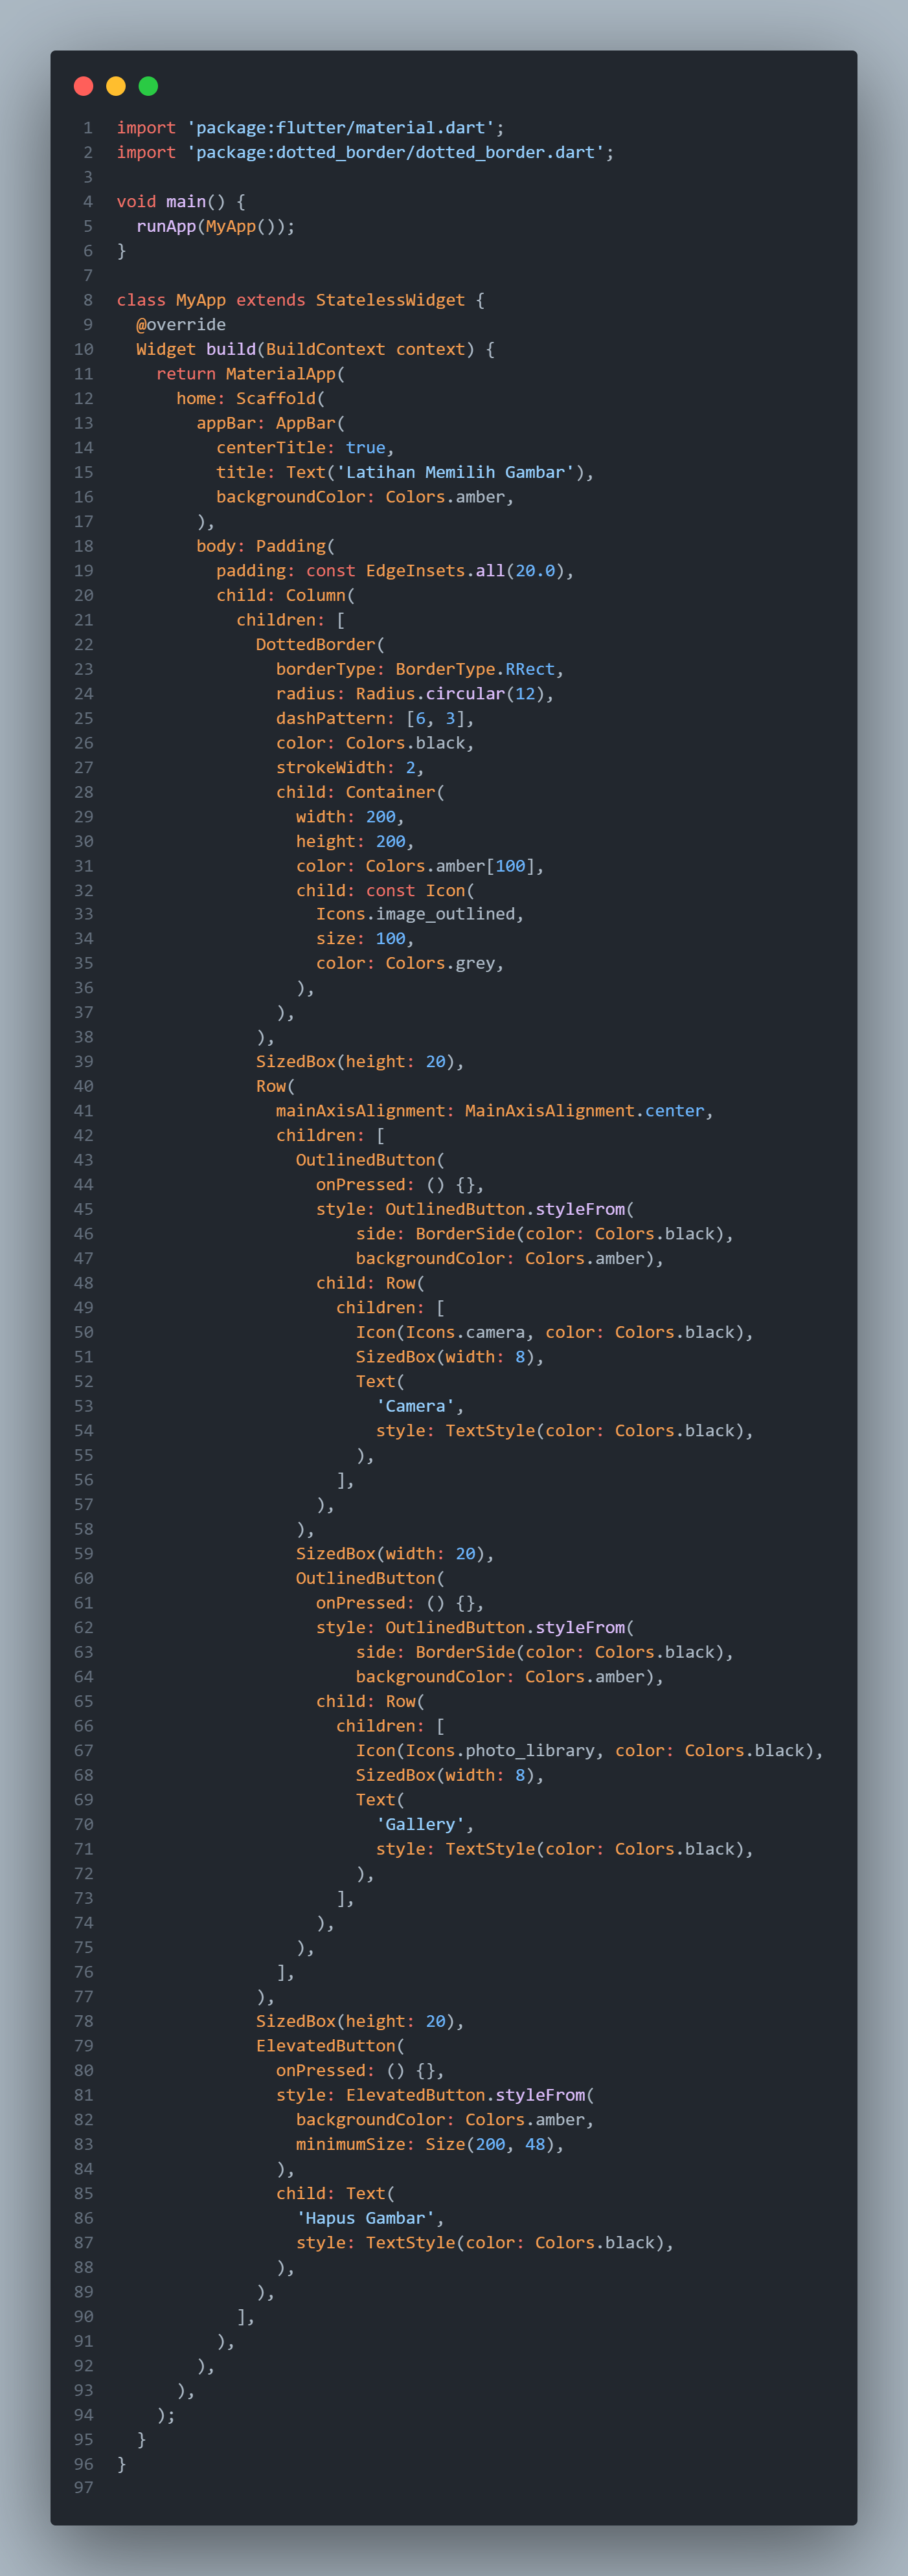 1 import 'package:flutter/material.dart';
2 import 'package:dotted_border/dotted_border.dart';
3
4 void main() {
5   runApp(MyApp());
6 }
7
8 class MyApp extends StatelessWidget {
9   @override
10   Widget build(BuildContext context) {
11     return MaterialApp(
12       home: Scaffold(
13         appBar: AppBar(
14           centerTitle: true,
15           title: Text('Latihan Memilih Gambar'),
16           backgroundColor: Colors.amber,
17         ),
18         body: Padding(
19           padding: const EdgeInsets.all(20.0),
20           child: Column(
21             children: [
22               DottedBorder(
23                 borderType: BorderType.RRect,
24                 radius: Radius.circular(12),
25                 dashPattern: [6, 3],
26                 color: Colors.black,
27                 strokeWidth: 2,
28                 child: Container(
29                   width: 200,
30                   height: 200,
31                   color: Colors.amber[100],
32                   child: const Icon(
33                     Icons.image_outlined,
34                     size: 100,
35                     color: Colors.grey,
36                   ),
37                 ),
38               ),
39               SizedBox(height: 20),
40               Row(
41                 mainAxisAlignment: MainAxisAlignment.center,
42                 children: [
43                   OutlinedButton(
44                     onPressed: () {},
45                     style: OutlinedButton.styleFrom(
46                         side: BorderSide(color: Colors.black),
47                         backgroundColor: Colors.amber),
48                     child: Row(
49                       children: [
50                         Icon(Icons.camera, color: Colors.black),
51                         SizedBox(width: 8),
52                         Text(
53                           'Camera',
54                           style: TextStyle(color: Colors.black),
55                         ),
56                       ],
57                     ),
58                   ),
59                   SizedBox(width: 20),
60                   OutlinedButton(
61                     onPressed: () {},
62                     style: OutlinedButton.styleFrom(
63                         side: BorderSide(color: Colors.black),
64                         backgroundColor: Colors.amber),
65                     child: Row(
66                       children: [
67                         Icon(Icons.photo_library, color: Colors.black),
68                         SizedBox(width: 8),
69                         Text(
70                           'Gallery',
71                           style: TextStyle(color: Colors.black),
72                         ),
73                       ],
74                     ),
75                   ),
76                 ],
77               ),
78               SizedBox(height: 20),
79               ElevatedButton(
80                 onPressed: () {},
81                 style: ElevatedButton.styleFrom(
82                   backgroundColor: Colors.amber,
83                   minimumSize: Size(200, 48),
84                 ),
85                 child: Text(
86                   'Hapus Gambar',
87                   style: TextStyle(color: Colors.black),
88                 ),
89               ),
90             ],
91           ),
92         ),
93       ),
94     );
95   }
96 }
97